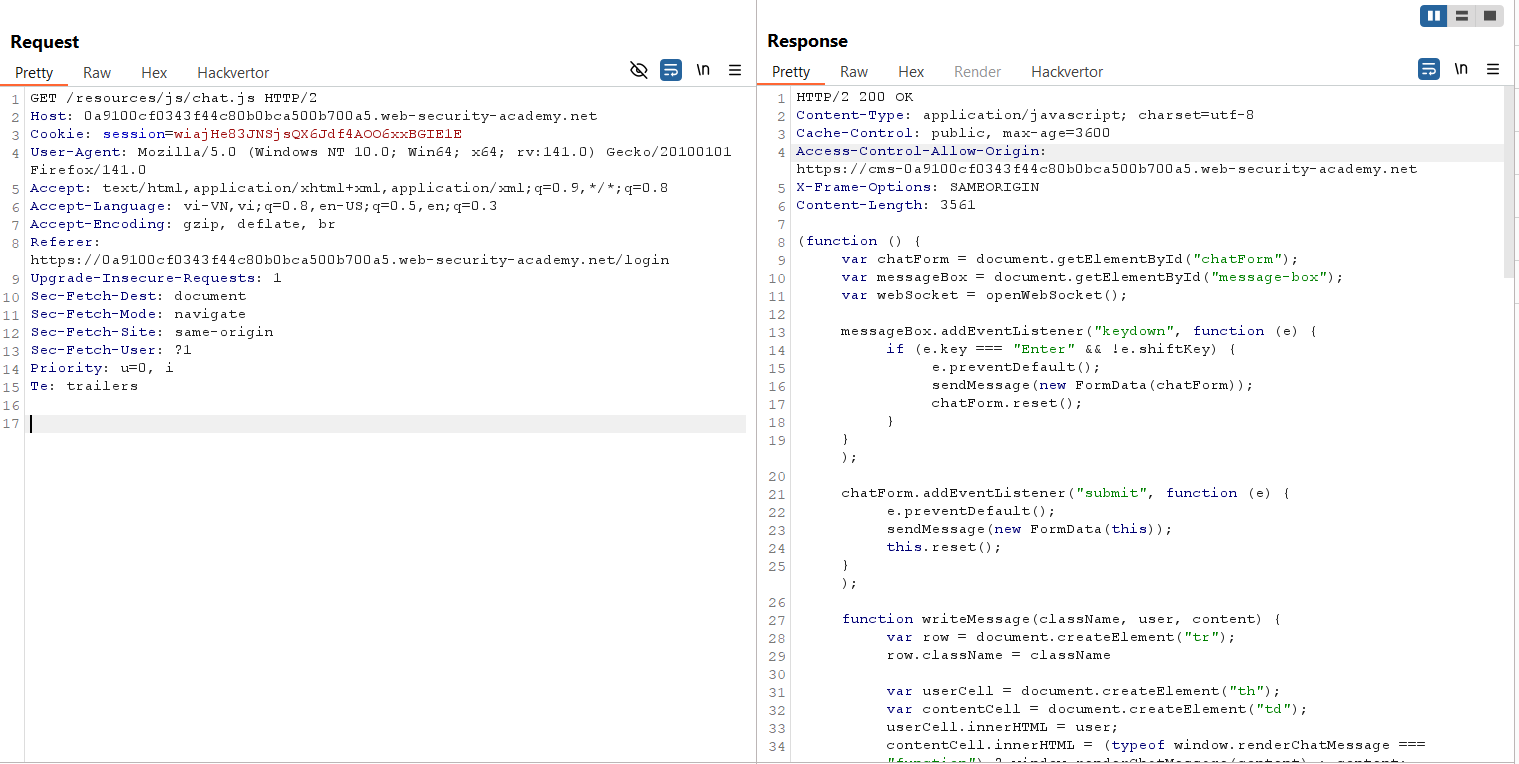 Request
Pretty Raw Hex Hackvertor \n
1 GET /resources/js/chat.js HTTP/2
2 Host: 0a9100cf0343f44c80b0bca500b700a5.web-security-academy.net
3 Cookie: session=wiajHe83JNSjsQX6Jdf4AOO6xxBGIE1E
4 User-Agent: Mozilla/5.0 (Windows NT 10.0; Win64; x64; rv:141.0) Gecko/20100101
Firefox/141.0
5 Accept: text/html,application/xhtml+xml,application/xml;q=0.9,*/*;q=0.8
6 Accept-Language: vi-VN,vi;q=0.8,en-US;q=0.5,en;q=0.3
7 Accept-Encoding: gzip, deflate, br
8 Referer:
https://0a9100cf0343f44c80b0bca500b700a5.web-security-academy.net/login
9 Upgrade-Insecure-Requests: 1
10 Sec-Fetch-Dest: document
11 Sec-Fetch-Mode: navigate
12 Sec-Fetch-Site: same-origin
13 Sec-Fetch-User: ?1
14 Priority: u=0, i
15 Te: trailers
16
17
Response
Pretty Raw Hex Render Hackvertor \n
1 HTTP/2 200 OK
2 Content-Type: application/javascript; charset=utf-8
3 Cache-Control: public, max-age=3600
4 Access-Control-Allow-Origin:
https://cms-0a9100cf0343f44c80b0bca500b700a5.web-security-academy.net
5 X-Frame-Options: SAMEORIGIN
6 Content-Length: 3561
7
8 (function () {
9 var chatForm = document.getElementById("chatForm");
10 var messageBox = document.getElementById("message-box");
11 var webSocket = openWebSocket();
12
13 messageBox.addEventListener("keydown", function (e) {
14 if (e.key === "Enter" && !e.shiftKey) {
15 e.preventDefault();
16 sendMessage(new FormData(chatForm));
17 chatForm.reset();
18 }
19 }
);
20
21 chatForm.addEventListener("submit", function (e) {
22 e.preventDefault();
23 sendMessage(new FormData(this));
24 this.reset();
25 }
);
26
27 function writeMessage(className, user, content) {
28 var row = document.createElement("tr");
29 row.className = className
30
31 var userCell = document.createElement("th");
32 var contentCell = document.createElement("td");
33 userCell.innerHTML = user;
34 contentCell.innerHTML = (typeof window.renderChatMessage ===
"function") ? window.renderChatMessage(content) : content;